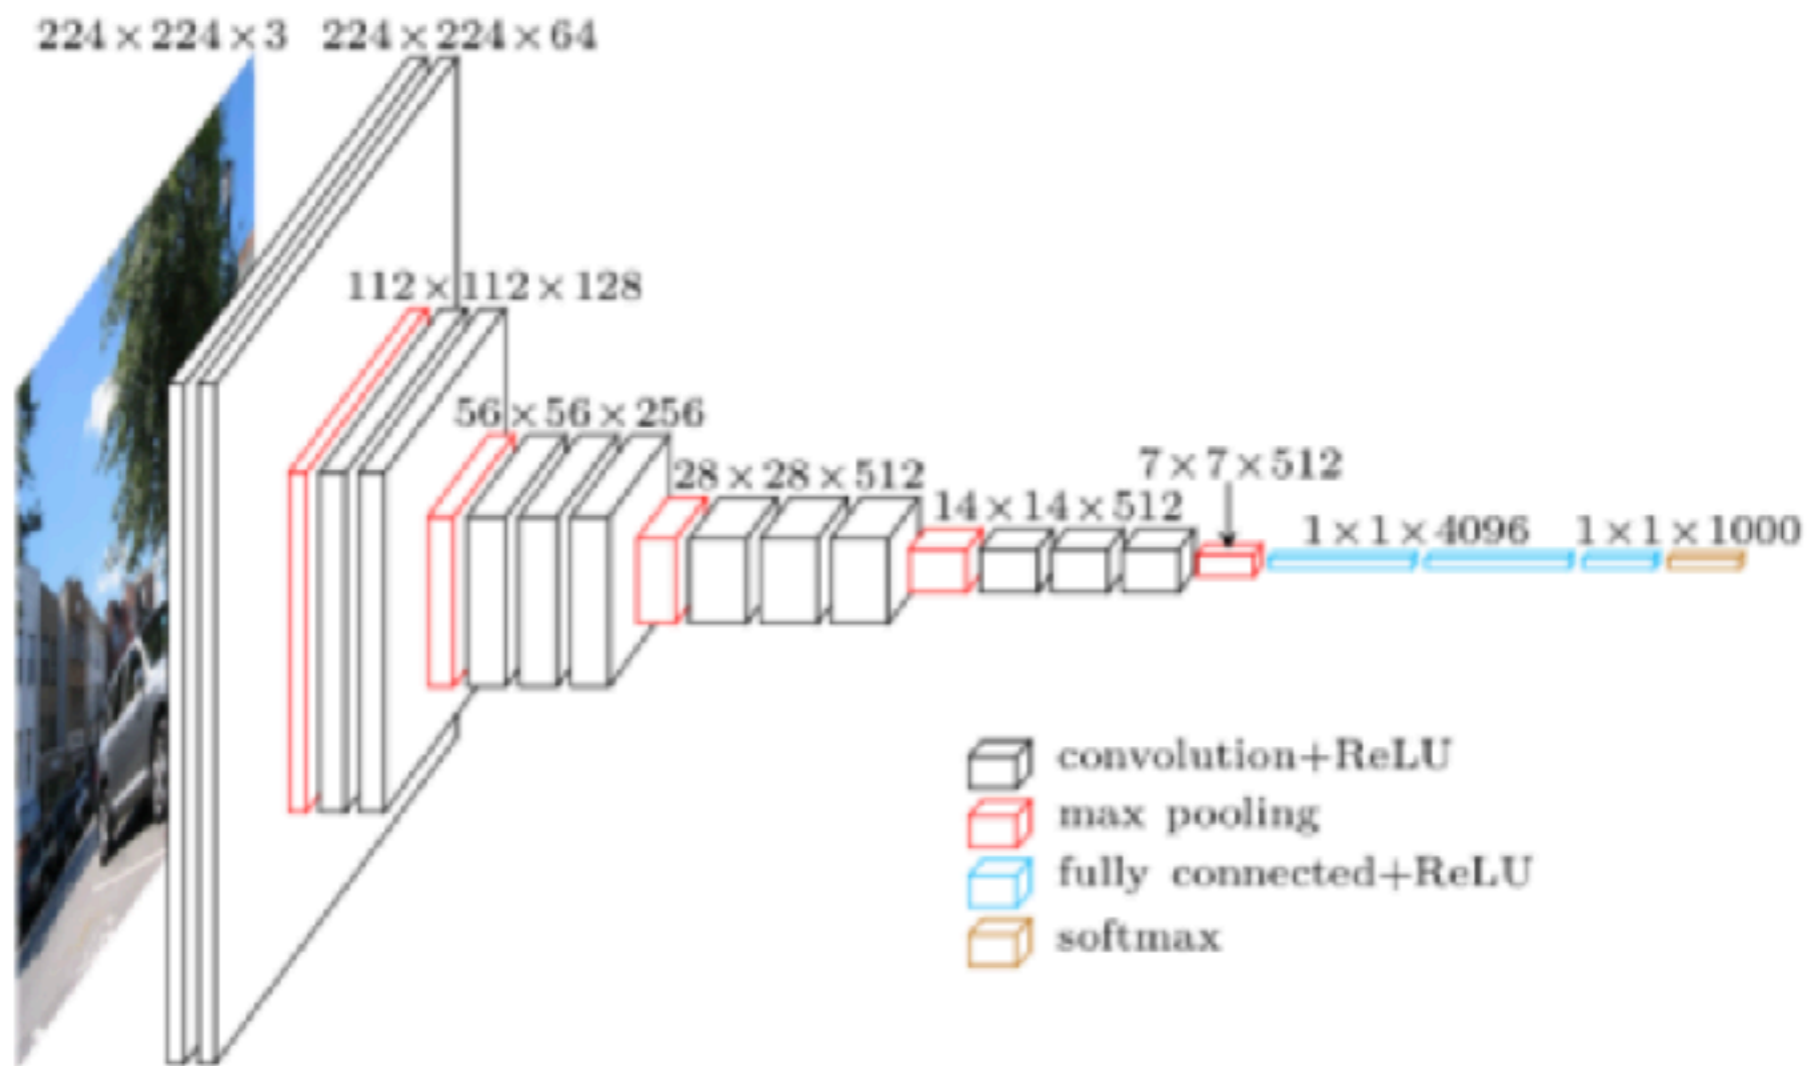 224×224×3
224×224×64
112×112×128
56×56×256
28×28×512
14×14×512
7×7×512
1×1×4096
1×1×1000
convolution+ReLU
max pooling
fully connected+ReLU
softmax